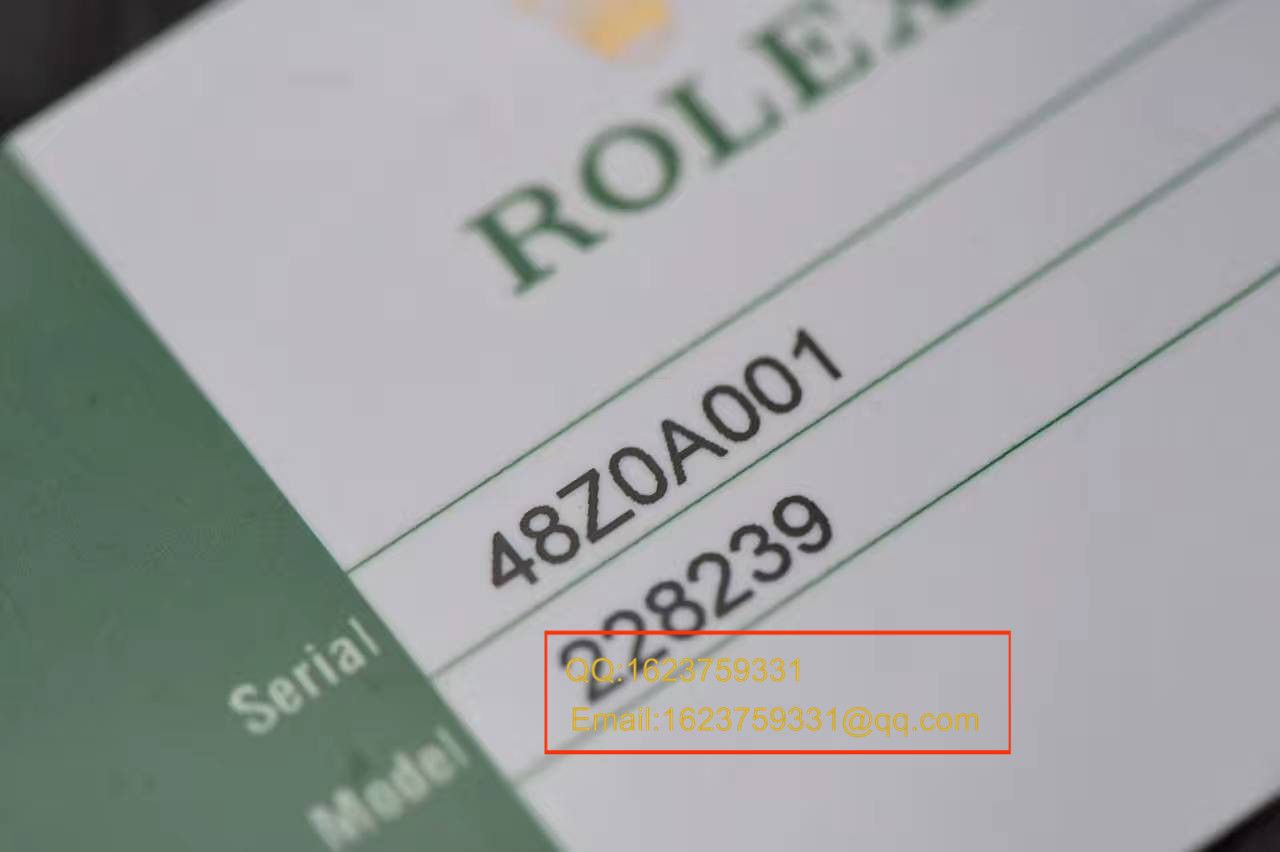 ROLEX
48Z0A001
228239
Serial
Model
QQ:1623759331
Email:1623759331@qq.com